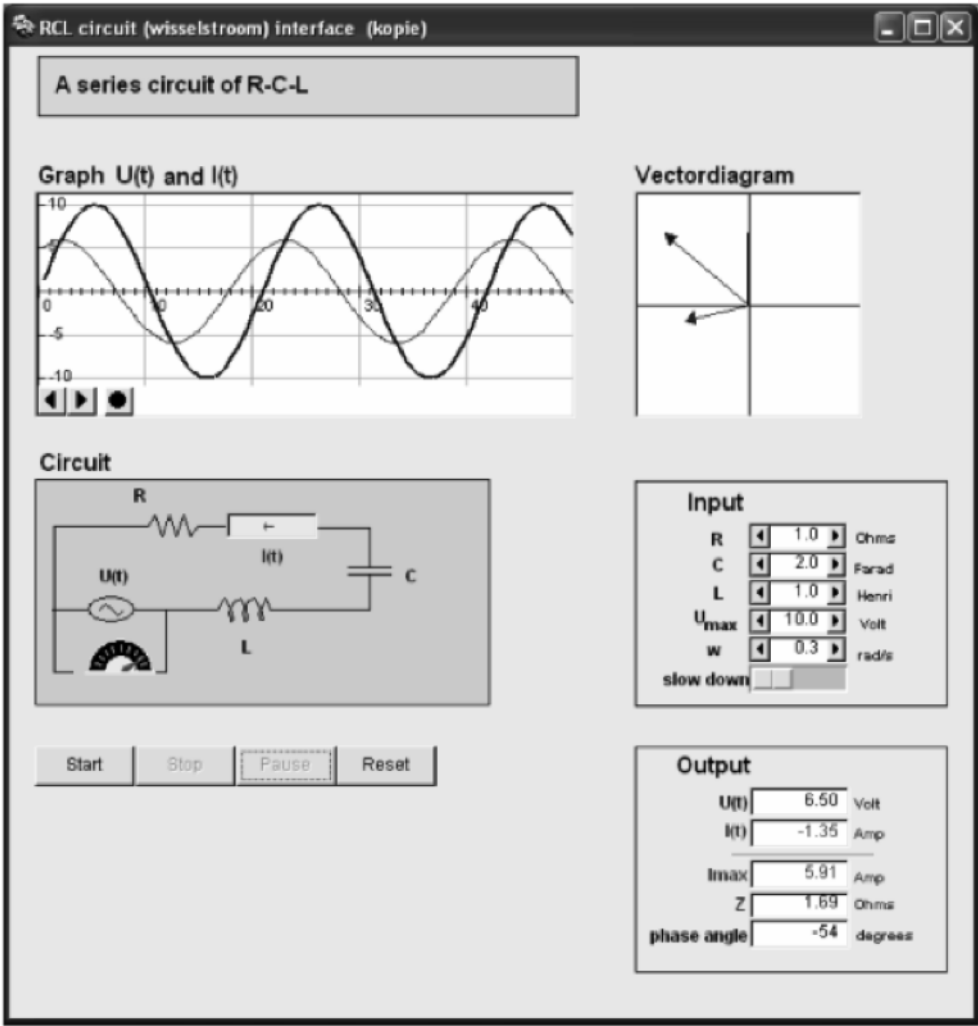 RCL circuit (wisselstroom) interface (kopie)
A series circuit of R-C-L
Graph U(t) and I(t)
10
5
0 10 20 30 40
-5
-10
Vectordiagram
Circuit
R
I(t)
U(t)
C
L
Input
R 1.0 Ohms
C 2.0 Farad
L 1.0 Henri
Umax 10.0 Volt
w 0.3 rad/s
slow down
Start Stop Pause Reset
Output
U(t) 6.50 Volt
I(t) -1.35 Amp
Imax 5.91 Amp
Z 1.69 Ohms
phase angle -54 degrees